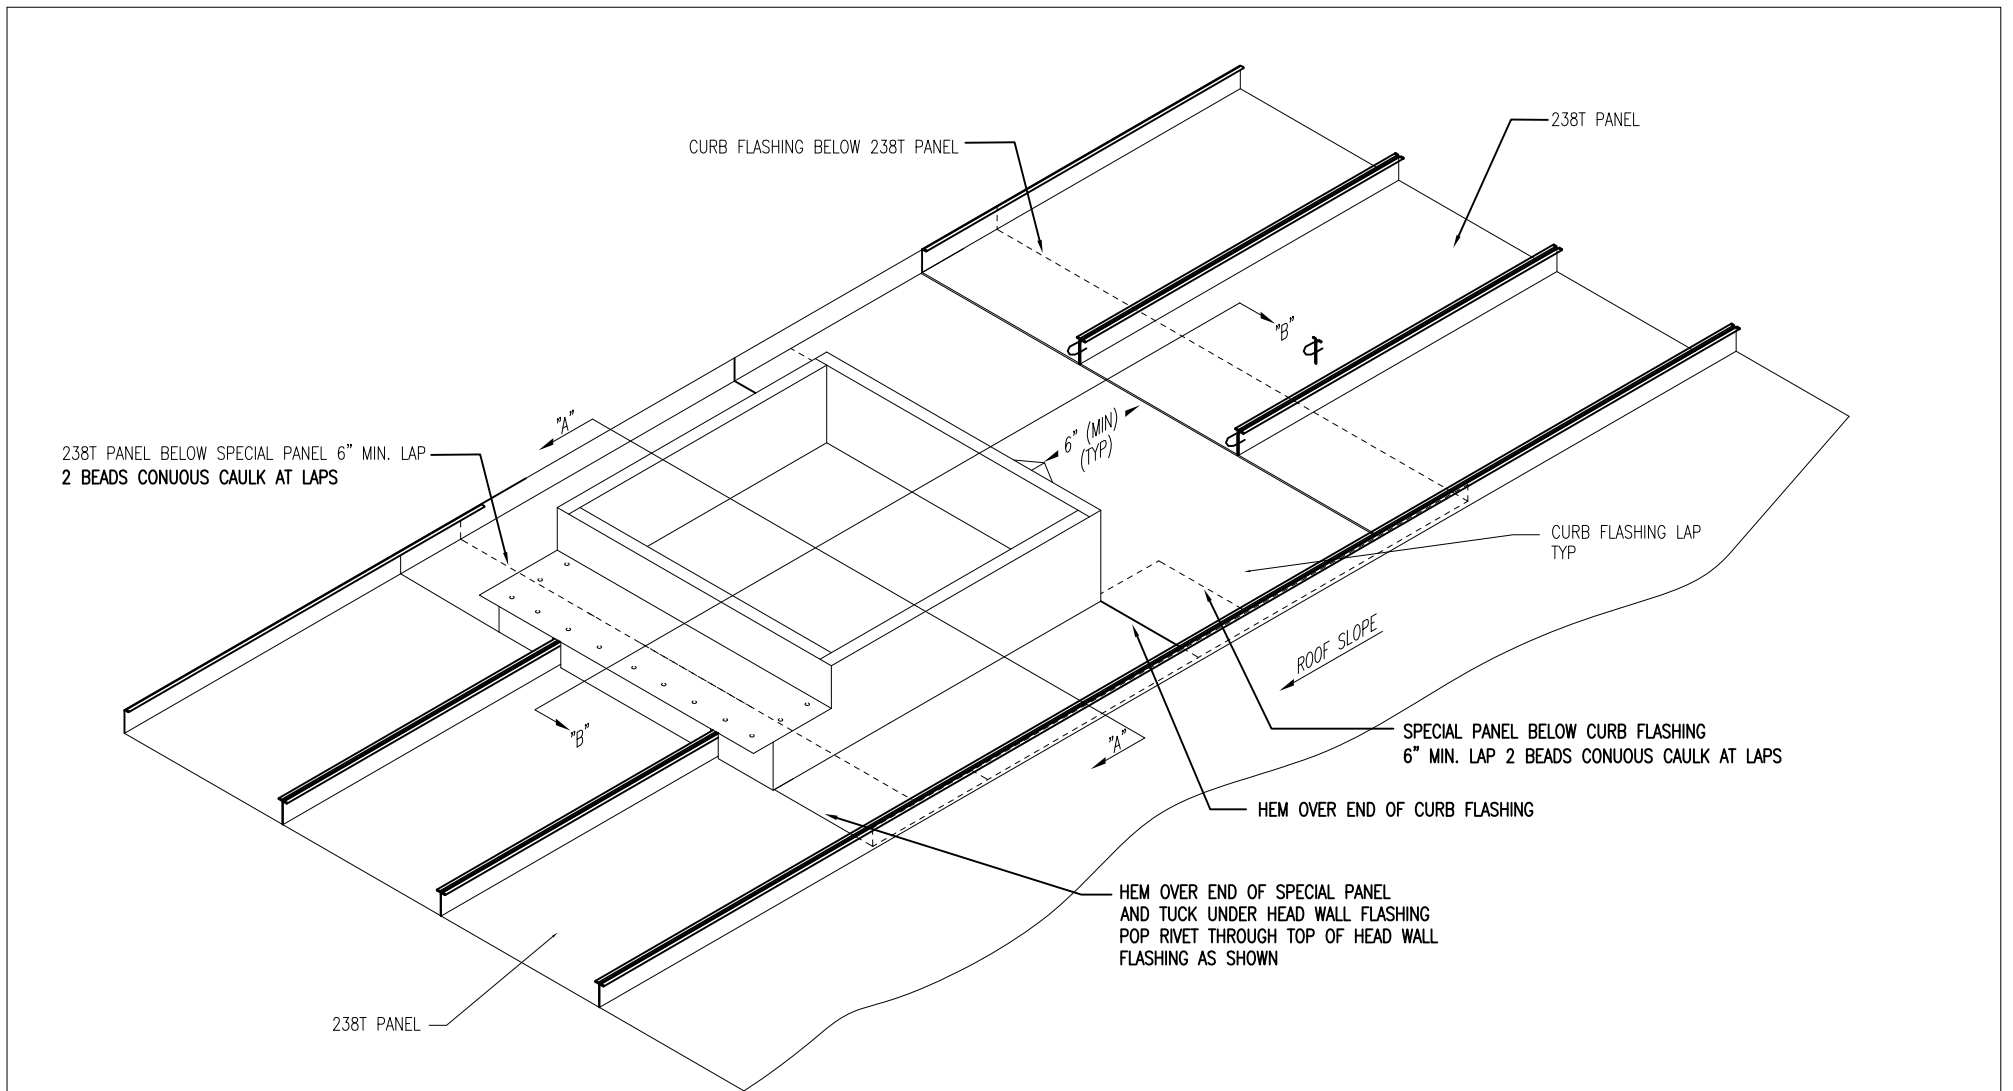 CURB FLASHING BELOW 238T PANEL
238T PANEL
"B"
"A"
6" (MIN)
(TYP)
238T PANEL BELOW SPECIAL PANEL 6" MIN. LAP
2 BEADS CONUOUS CAULK AT LAPS
CURB FLASHING LAP
TYP
ROOF SLOPE
"B"
"A"
SPECIAL PANEL BELOW CURB FLASHING
6" MIN. LAP 2 BEADS CONUOUS CAULK AT LAPS
HEM OVER END OF CURB FLASHING
HEM OVER END OF SPECIAL PANEL
AND TUCK UNDER HEAD WALL FLASHING
POP RIVET THROUGH TOP OF HEAD WALL
FLASHING AS SHOWN
238T PANEL